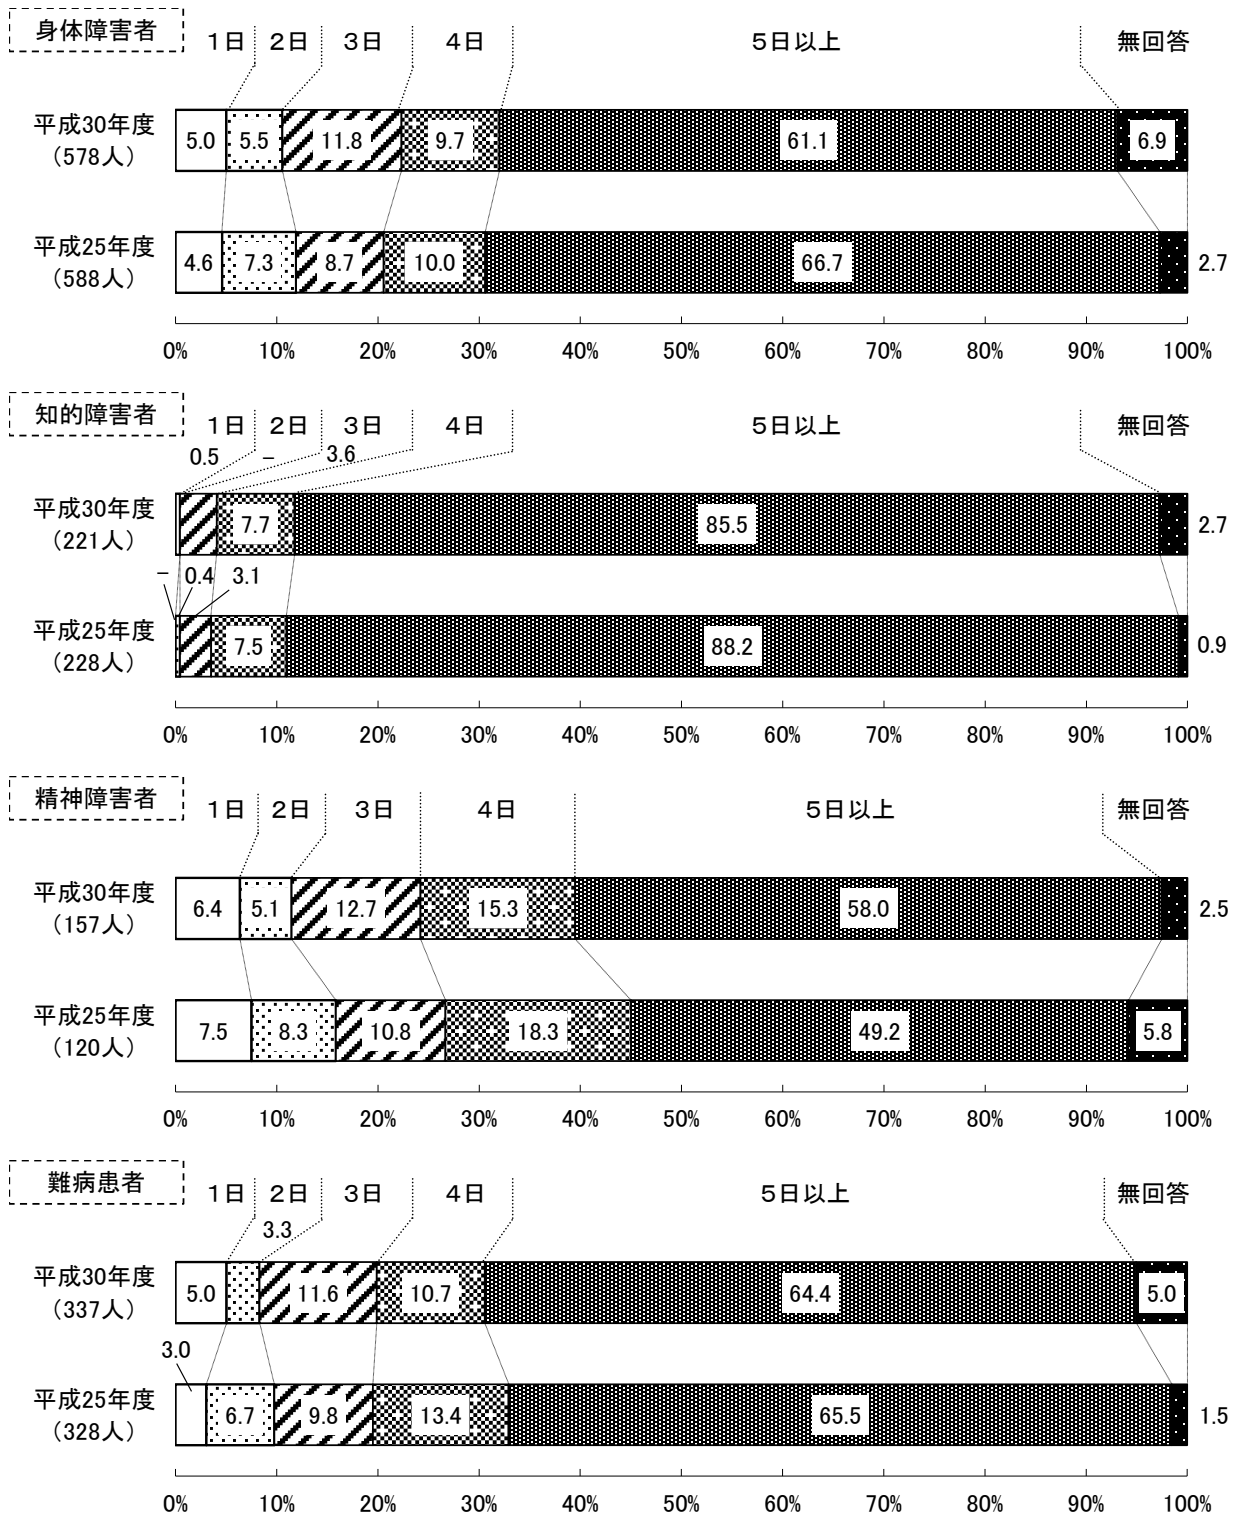 身体障害者
1日 2日 3日 4日 5日以上 無回答
平成30年度
（578人）
5.0 5.5 11.8 9.7 61.1 6.9
平成25年度
（588人）
4.6 7.3 8.7 10.0 66.7 2.7
0% 10% 20% 30% 40% 50% 60% 70% 80% 90% 100%
知的障害者
1日 2日 3日 4日 5日以上 無回答
0.5 － 3.6
平成30年度
（221人）
7.7 85.5 2.7
－ 0.4 3.1
平成25年度
（228人）
7.5 88.2 0.9
0% 10% 20% 30% 40% 50% 60% 70% 80% 90% 100%
精神障害者
1日 2日 3日 4日 5日以上 無回答
平成30年度
（157人）
6.4 5.1 12.7 15.3 58.0 2.5
平成25年度
（120人）
7.5 8.3 10.8 18.3 49.2 5.8
0% 10% 20% 30% 40% 50% 60% 70% 80% 90% 100%
難病患者
1日 2日 3日 4日 5日以上 無回答
3.3
平成30年度
（337人）
5.0 11.6 10.7 64.4 5.0
3.0
平成25年度
（328人）
6.7 9.8 13.4 65.5 1.5
0% 10% 20% 30% 40% 50% 60% 70% 80% 90% 100%